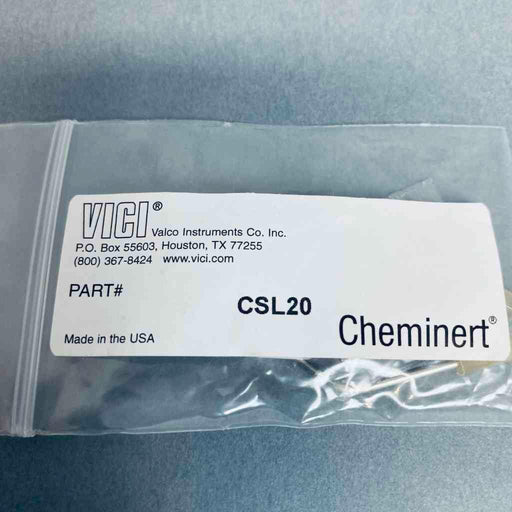 VICI® Valco Instruments Co. Inc.
P.O. Box 55603, Houston, TX 77255
(800) 367-8424 www.vici.com
PART# CSL20
Made in the USA Cheminert®